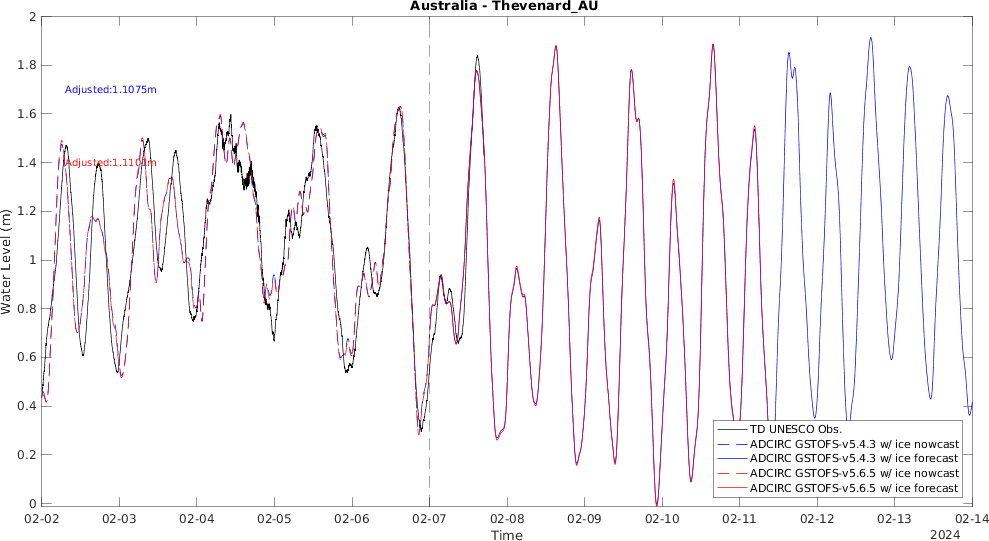 Australia - Thevenard_AU
2
1.8
1.6
1.4
1.2
1
0.8
0.6
0.4
0.2
0
Water Level (m)
Adjusted:1.1075m
Adjusted:1.1101m
TD UNESCO Obs.
ADCIRC GSTOFS-v5.4.3 w/ ice nowcast
ADCIRC GSTOFS-v5.4.3 w/ ice forecast
ADCIRC GSTOFS-v5.6.5 w/ ice nowcast
ADCIRC GSTOFS-v5.6.5 w/ ice forecast
02-02 02-03 02-04 02-05 02-06 02-07 02-08 02-09 02-10 02-11 02-12 02-13 02-14
Time
2024